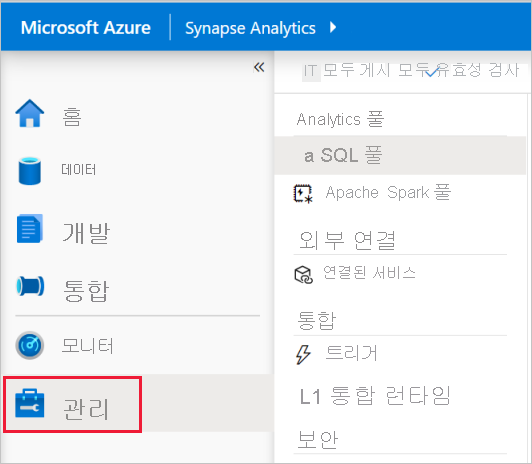 Microsoft Azure
Synapse Analytics
«
IT 모두 게시 모두 유효성 검사
홈
데이터
개발
통합
모니터
관리
Analytics 풀
a SQL 풀
Apache Spark 풀
외부 연결
연결된 서비스
통합
트리거
L1 통합 런타임
보안